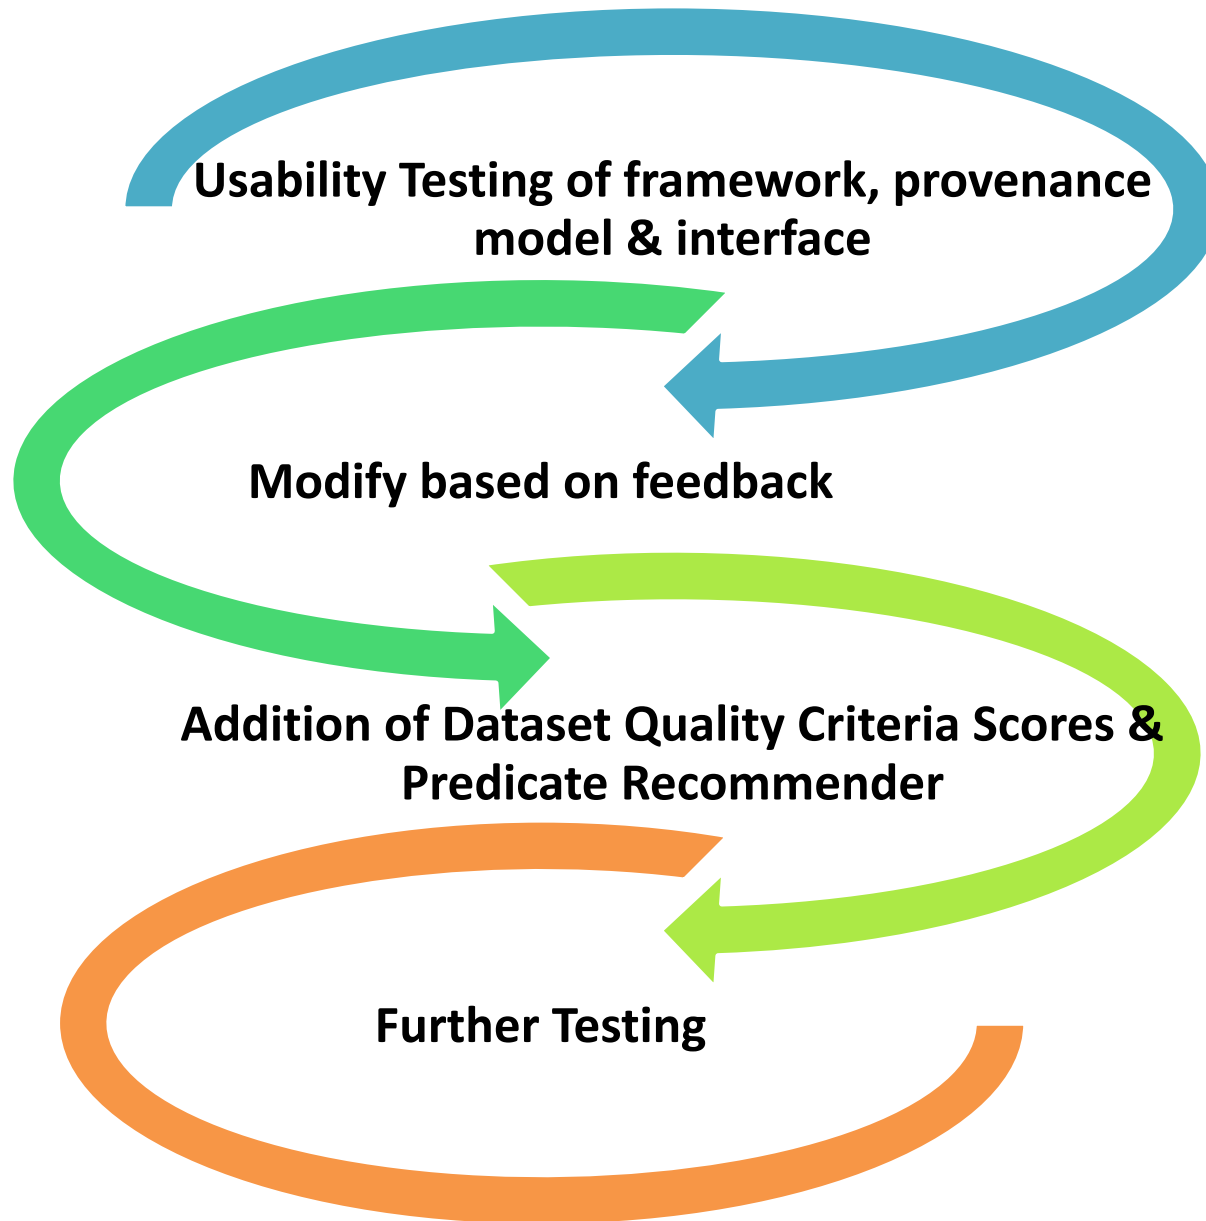 Usability Testing of framework, provenance
model & interface
Modify based on feedback
Addition of Dataset Quality Criteria Scores &
Predicate Recommender
Further Testing